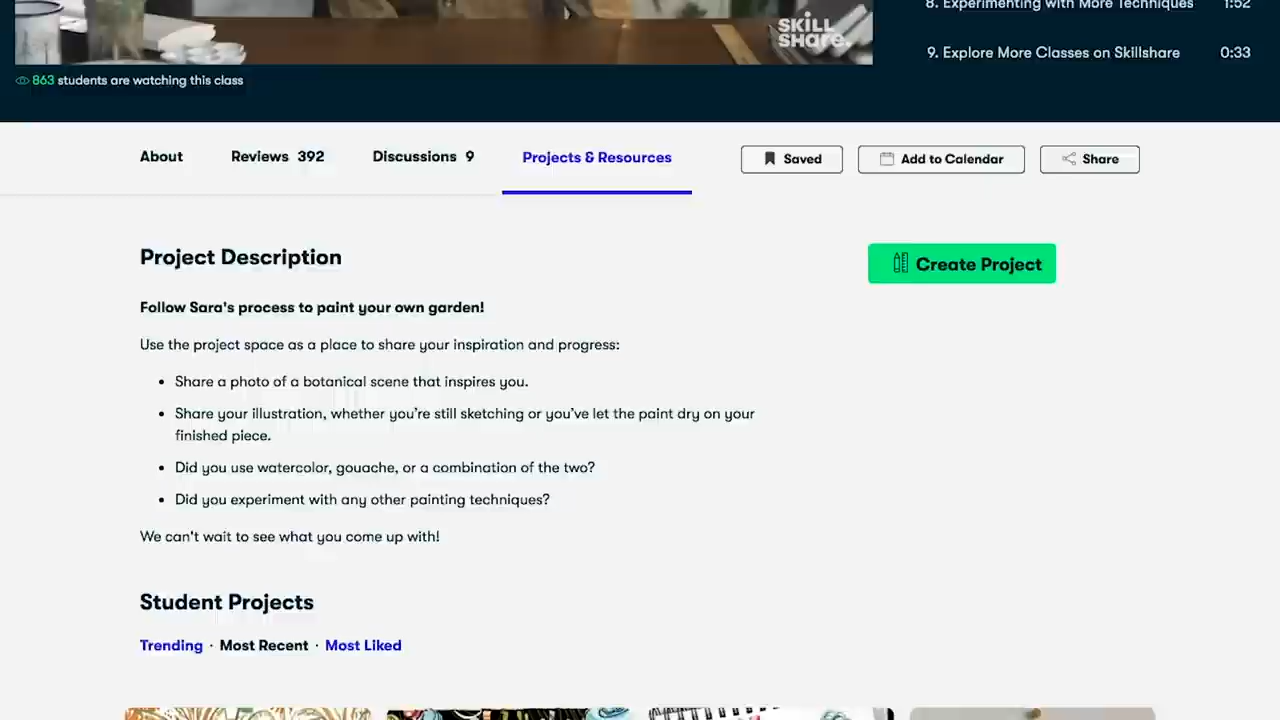 8. Experimenting with More Techniques 1:52
SKILL
SHARE.
9. Explore More Classes on Skillshare 0:33
863 students are watching this class
About Reviews 392 Discussions 9 Projects & Resources Saved Add to Calendar Share
Project Description
Create Project
Follow Sara's process to paint your own garden!
Use the project space as a place to share your inspiration and progress:
• Share a photo of a botanical scene that inspires you.
• Share your illustration, whether you're still sketching or you've let the paint dry on your
finished piece.
• Did you use watercolor, gouache, or a combination of the two?
• Did you experiment with any other painting techniques?
We can't wait to see what you come up with!
Student Projects
Trending · Most Recent · Most Liked